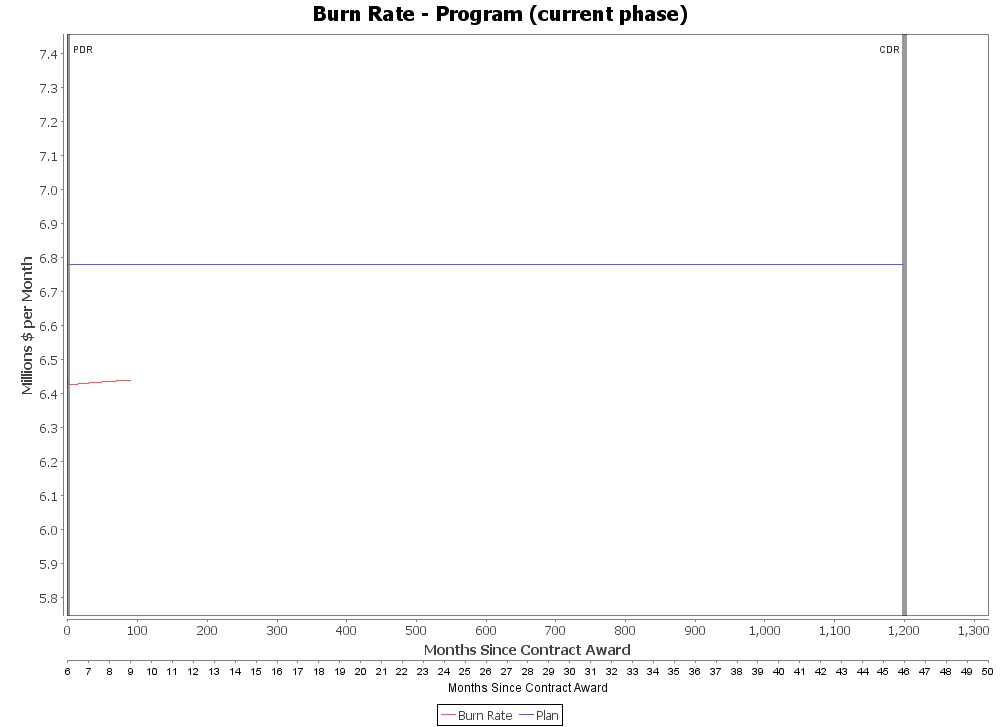 Burn Rate - Program (current phase)
PDR CDR
7.4
7.3
7.2
7.1
7.0
6.9
6.8
6.7
6.6
6.5
6.4
6.3
6.2
6.1
6.0
5.9
5.8
Millions $ per Month
0 100 200 300 400 500 600 700 800 900 1,000 1,100 1,200 1,300
Months Since Contract Award
6 7 8 9 10 11 12 13 14 15 16 17 18 19 20 21 22 23 24 25 26 27 28 29 30 31 32 33 34 35 36 37 38 39 40 41 42 43 44 45 46 47 48 49 50
Months Since Contract Award
Burn Rate Plan